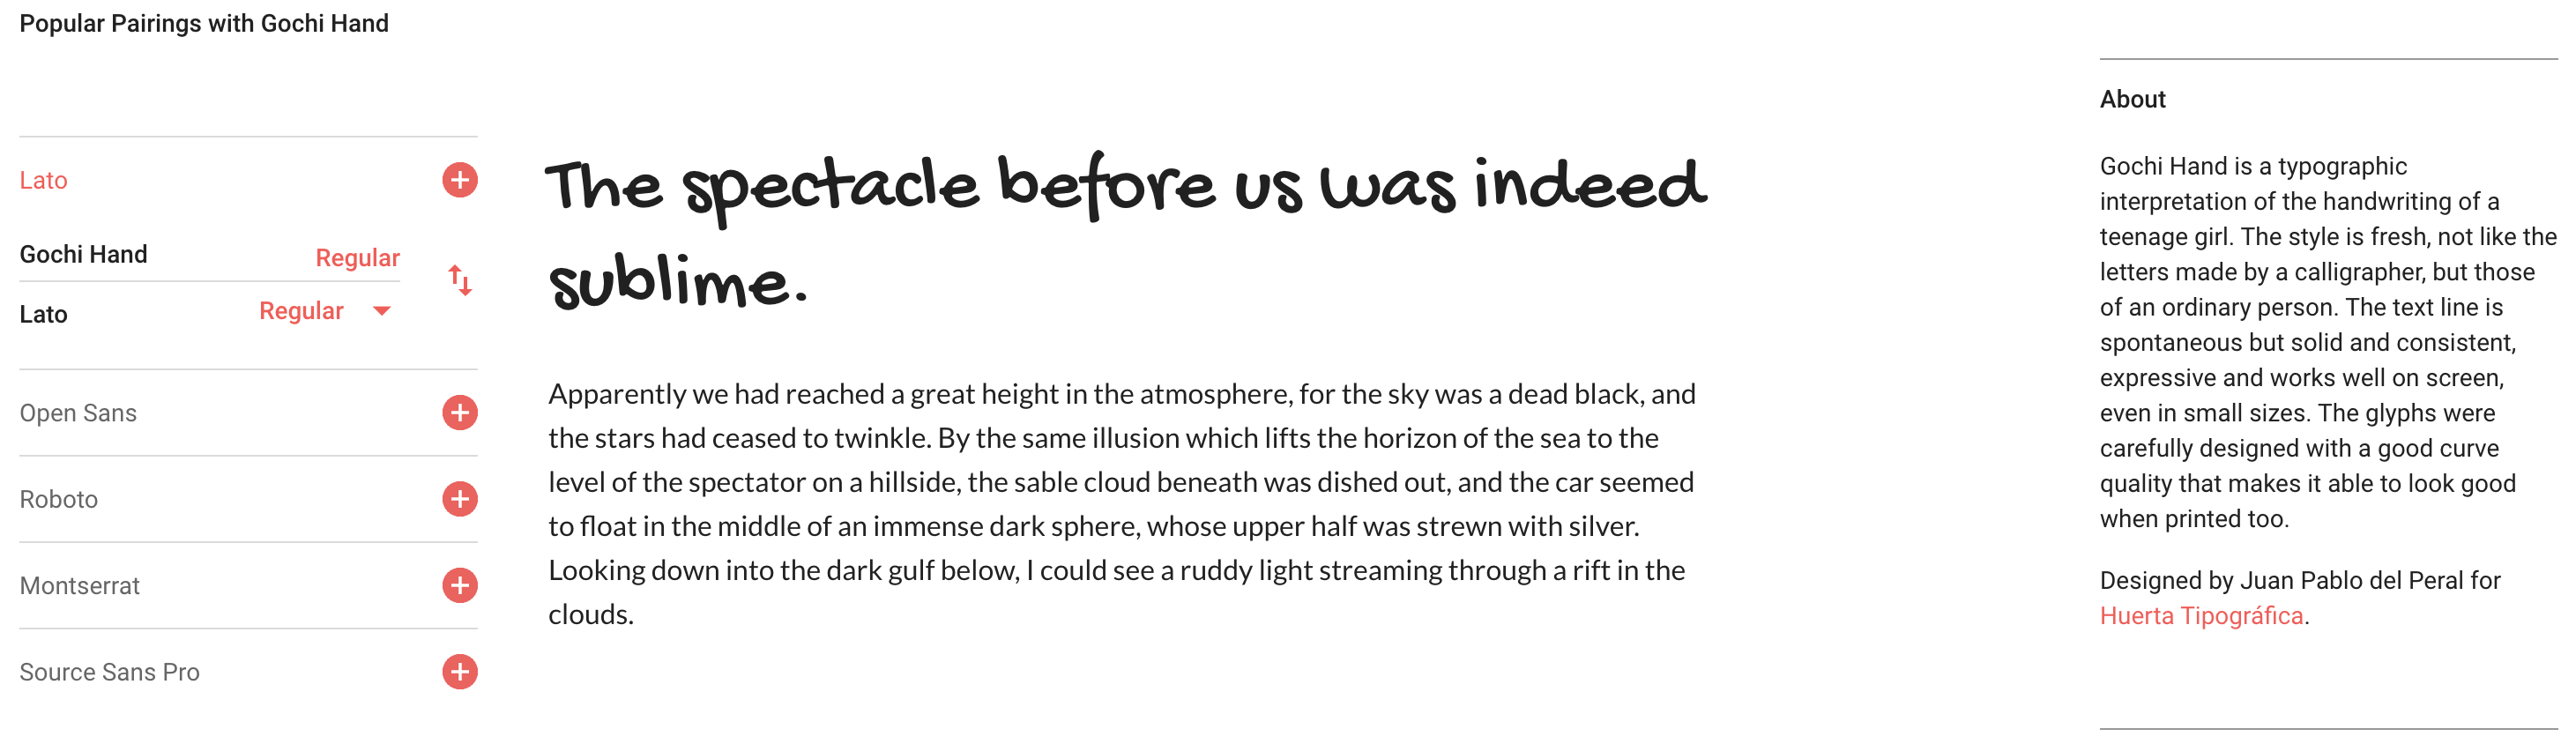 Popular Pairings with Gochi Hand
Lato
Gochi Hand Regular
Lato Regular
Open Sans
Roboto
Montserrat
Source Sans Pro
The spectacle before us was indeed
sublime.
Apparently we had reached a great height in the atmosphere, for the sky was a dead black, and
the stars had ceased to twinkle. By the same illusion which lifts the horizon of the sea to the
level of the spectator on a hillside, the sable cloud beneath was dished out, and the car seemed
to float in the middle of an immense dark sphere, whose upper half was strewn with silver.
Looking down into the dark gulf below, I could see a ruddy light streaming through a rift in the
clouds.
About
Gochi Hand is a typographic
interpretation of the handwriting of a
teenage girl. The style is fresh, not like the
letters made by a calligrapher, but those
of an ordinary person. The text line is
spontaneous but solid and consistent,
expressive and works well on screen,
even in small sizes. The glyphs were
carefully designed with a good curve
quality that makes it able to look good
when printed too.
Designed by Juan Pablo del Peral for
Huerta Tipográfica.